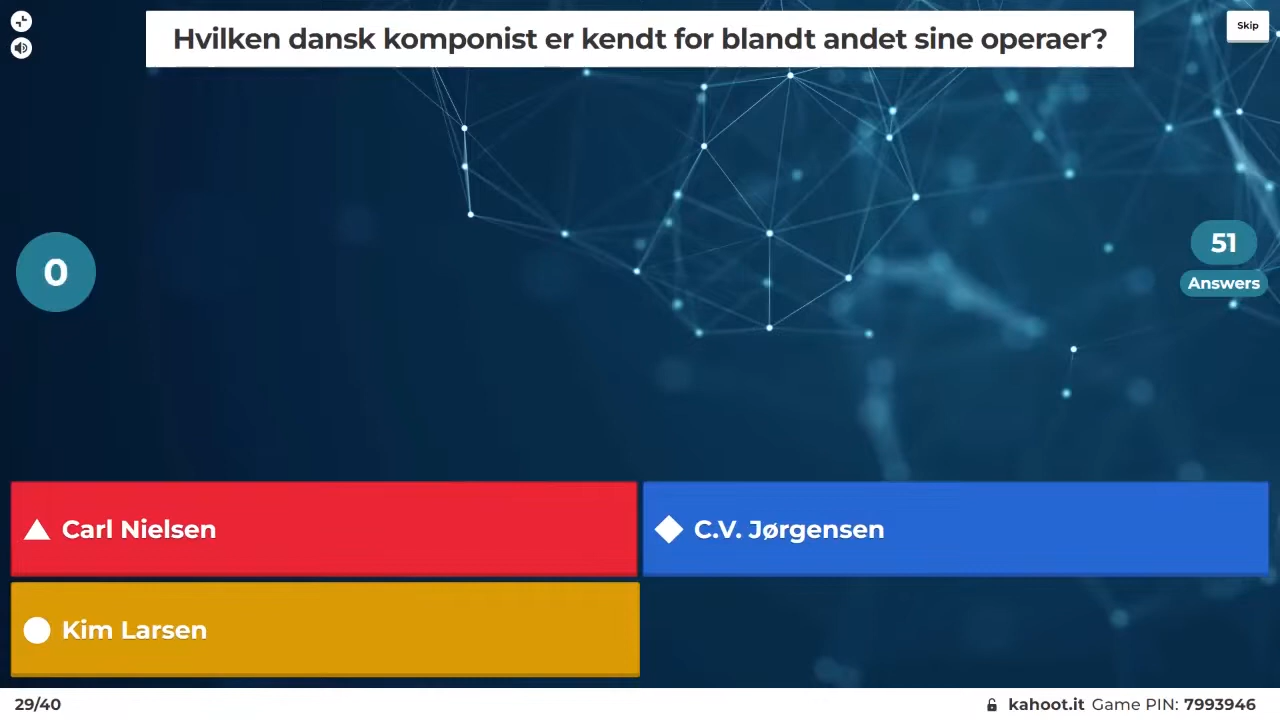 Hvilken dansk komponist er kendt for blandt andet sine operaer?
Skip
0
51
Answers
Carl Nielsen
C.V. Jørgensen
Kim Larsen
29/40
kahoot.it Game PIN: 7993946